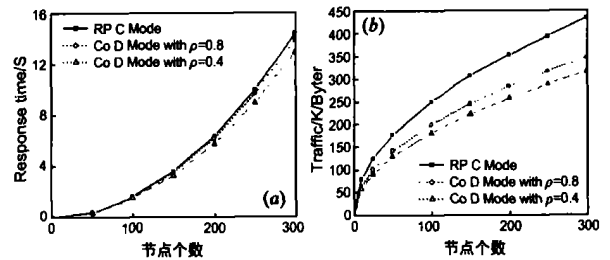 16
12
8
4
0
Response time/S
RP C Mode
Co D Mode with ρ=0.8
Co D Mode with ρ=0.4
(a)
100 200 300
节点个数
450
400
350
300
250
200
150
100
50
0
Traffic/K/Byter
(b)
RP C Mode
Co D Mode with ρ=0.8
Co D Mode with ρ=0.4
0 100 200 300
节点个数